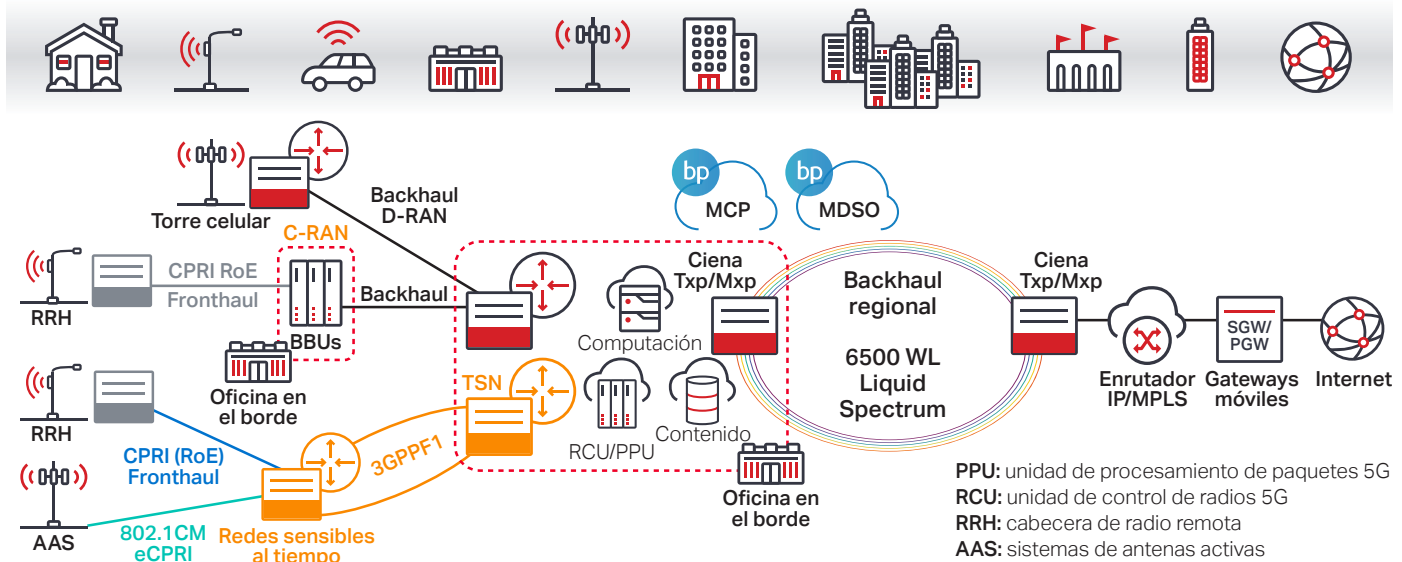 bp
MCP
bp
MDSO
Torre celular
Backhaul
D-RAN
C-RAN
CPRI RoE
Fronthaul
RRH
BBUs
Backhaul
Oficina en
el borde
Computación
Ciena
Txp/Mxp
Backhaul
regional
6500 WL
Liquid
Spectrum
Ciena
Txp/Mxp
SGW/
PGW
Enrutador
IP/MPLS
Gateways
móviles
Internet
RRH
TSN
RCU/PPU
Contenido
Oficina en
el borde
CPRI (RoE)
Fronthaul
3GPPF1
AAS
802.1CM
eCPRI
Redes sensibles
al tiempo
PPU: unidad de procesamiento de paquetes 5G
RCU: unidad de control de radios 5G
RRH: cabecera de radio remota
AAS: sistemas de antenas activas